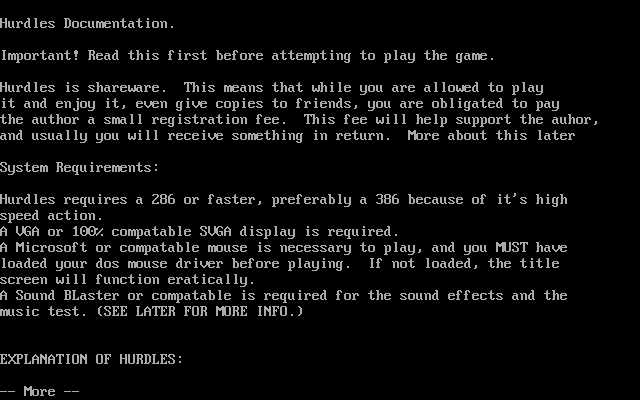 Hurdles Documentation.
Important! Read this first before attempting to play the game.
Hurdles is shareware.  This means that while you are allowed to play
it and enjoy it, even give copies to friends, you are obligated to pay
the author a small registration fee.  This fee will help support the auhor,
and usually you will receive something in return.  More about this later
System Requirements:
Hurdles requires a 286 or faster, preferably a 386 because of it's high
speed action.
A VGA or 100% compatable SVGA display is required.
A Microsoft or compatable mouse is necessary to play, and you MUST have
loaded your dos mouse driver before playing.  If not loaded, the title
screen will function eratically.
A Sound BLaster or compatable is required for the sound effects and the
music test. (SEE LATER FOR MORE INFO.)
EXPLANATION OF HURDLES:
-- More --